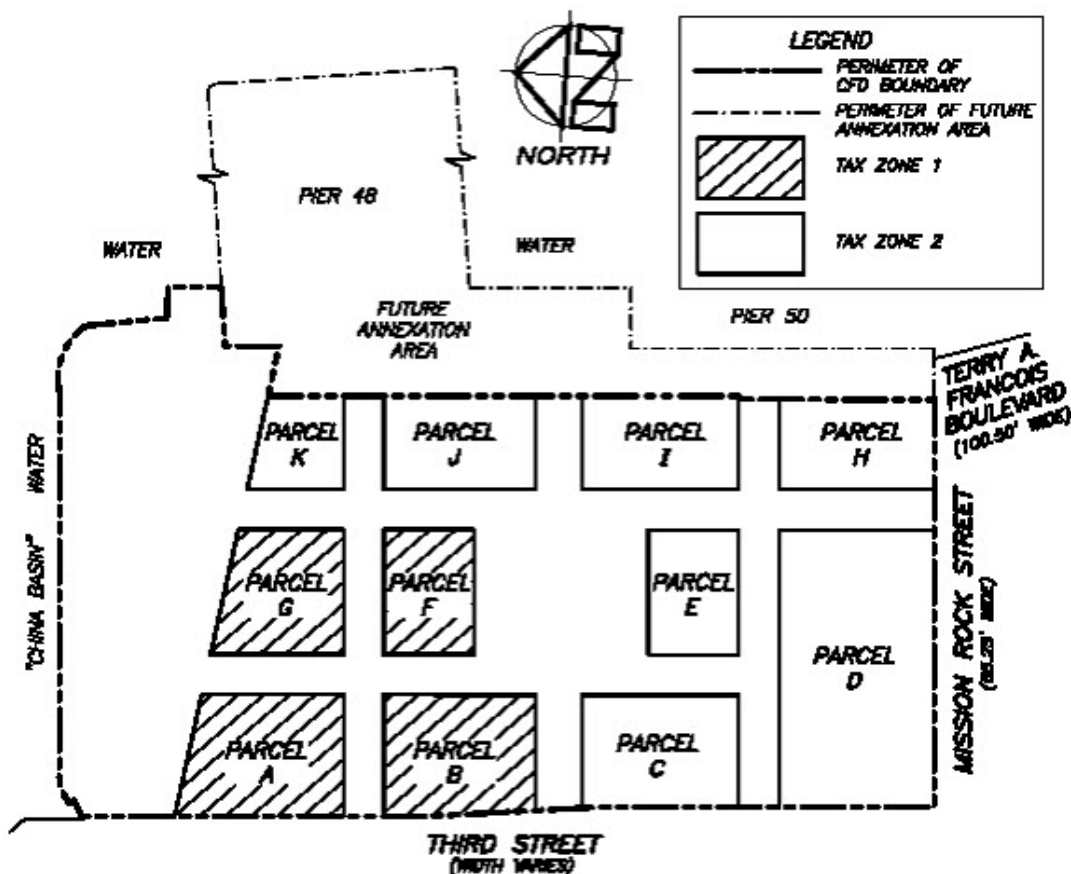 LEGEND
PERIMETER OF
CFD BOUNDARY
PERIMETER OF FUTURE
ANNEXATION AREA
TAX ZONE 1
TAX ZONE 2
NORTH
PIER 48
WATER
WATER
FUTURE
ANNEXATION
AREA
PIER 50
TERRY A.
FRANCOIS
BOULEVARD
(100.50' WIDE)
PARCEL
K
PARCEL
J
PARCEL
I
PARCEL
H
"CHINA BASIN" WATER
PARCEL
G
PARCEL
F
PARCEL
E
PARCEL
D
MISSION ROCK STREET
WIDE)
PARCEL
A
PARCEL
B
PARCEL
C
THIRD STREET
(WIDTH VARIES)